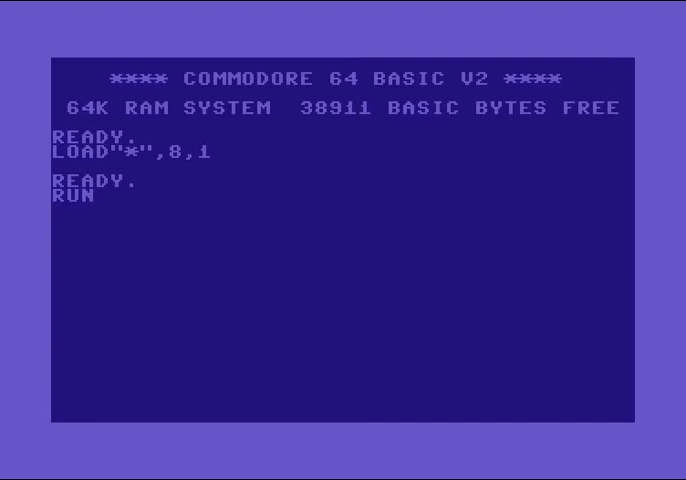 **** COMMODORE 64 BASIC V2 ****
64K RAM SYSTEM  38911 BASIC BYTES FREE
READY.
LOAD"*",8,1
READY.
RUN